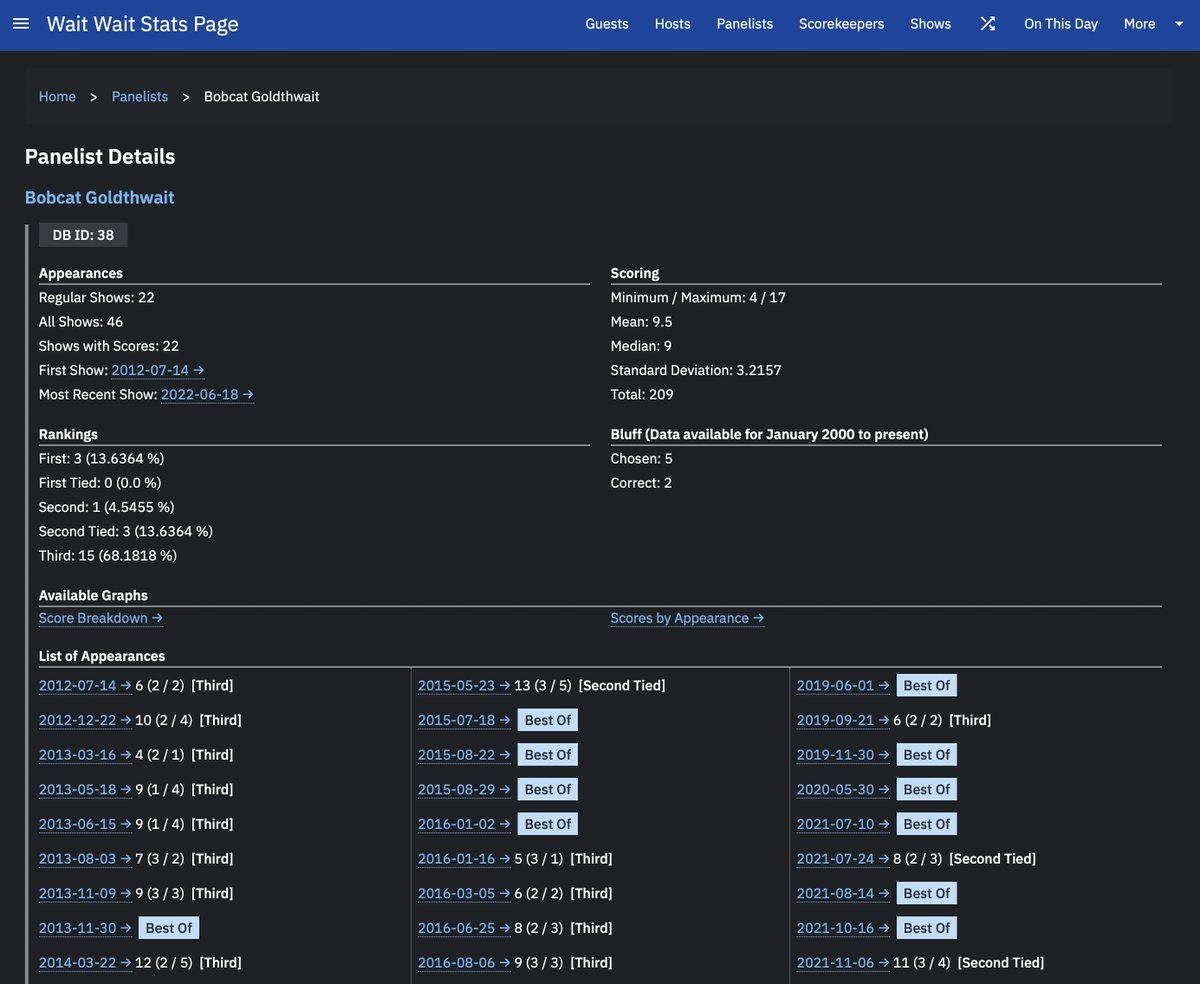 Wait Wait Stats Page
Guests Hosts Panelists Scorekeepers Shows On This Day More
Home > Panelists > Bobcat Goldthwait
Panelist Details
Bobcat Goldthwait
DB ID: 38
Appearances
Regular Shows: 22
All Shows: 46
Shows with Scores: 22
First Show: 2012-07-14 →
Most Recent Show: 2022-06-18 →
Scoring
Minimum / Maximum: 4 / 17
Mean: 9.5
Median: 9
Standard Deviation: 3.2157
Total: 209
Rankings
First: 3 (13.6364 %)
First Tied: 0 (0.0 %)
Second: 1 (4.5455 %)
Second Tied: 3 (13.6364 %)
Third: 15 (68.1818 %)
Bluff (Data available for January 2000 to present)
Chosen: 5
Correct: 2
Available Graphs
Score Breakdown →
Scores by Appearance →
List of Appearances
2012-07-14 → 6 (2 / 2) [Third]
2012-12-22 → 10 (2 / 4) [Third]
2013-03-16 → 4 (2 / 1) [Third]
2013-05-18 → 9 (1 / 4) [Third]
2013-06-15 → 9 (1 / 4) [Third]
2013-08-03 → 7 (3 / 2) [Third]
2013-11-09 → 9 (3 / 3) [Third]
2013-11-30 → Best Of
2014-03-22 → 12 (2 / 5) [Third]
2015-05-23 → 13 (3 / 5) [Second Tied]
2015-07-18 → Best Of
2015-08-22 → Best Of
2015-08-29 → Best Of
2016-01-02 → Best Of
2016-01-16 → 5 (3 / 1) [Third]
2016-03-05 → 6 (2 / 2) [Third]
2016-06-25 → 8 (2 / 3) [Third]
2016-08-06 → 9 (3 / 3) [Third]
2019-06-01 → Best Of
2019-09-21 → 6 (2 / 2) [Third]
2019-11-30 → Best Of
2020-05-30 → Best Of
2021-07-10 → Best Of
2021-07-24 → 8 (2 / 3) [Second Tied]
2021-08-14 → Best Of
2021-10-16 → Best Of
2021-11-06 → 11 (3 / 4) [Second Tied]